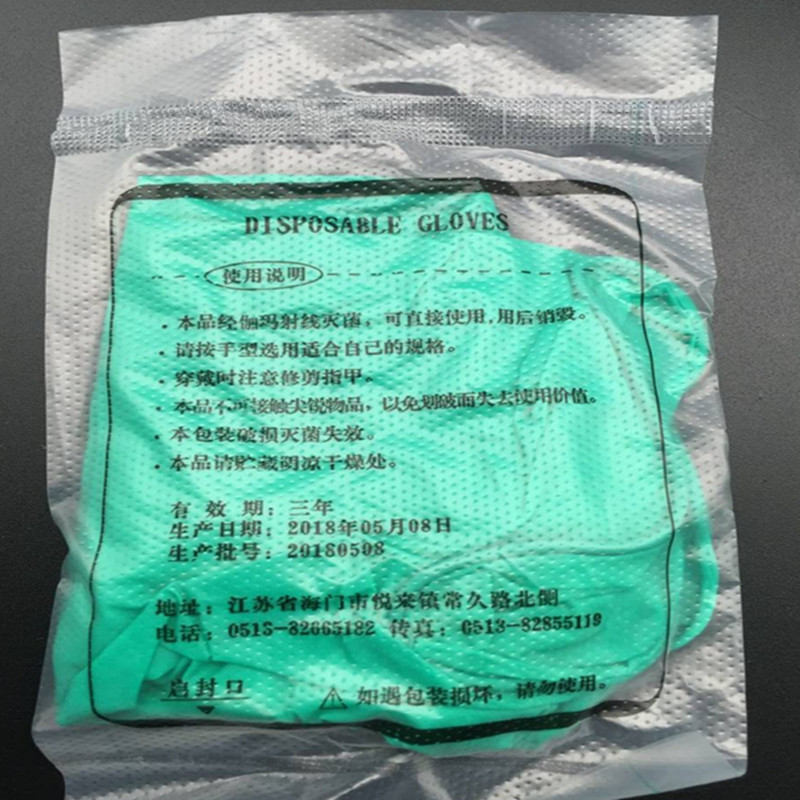 DISPOSABLE GLOVES
使用说明
· 本品经伽玛射线灭菌，可直接使用，用后销毁。
· 请按手型选用适合自己的规格。
· 穿戴时注意修剪指甲。
· 本品不可接触尖锐物品，以免划破而失去使用价值。
· 本包装破损灭菌失效。
· 本品请贮藏阴凉干燥处。
有 效 期：三年
生产日期：2018年05月08日
生产批号：20180508
地址：江苏省海门市悦来镇常久路北侧
电话：0513-82665182 传真：0513-82855119
启封口
⚠ 如遇包装损坏，请勿使用。